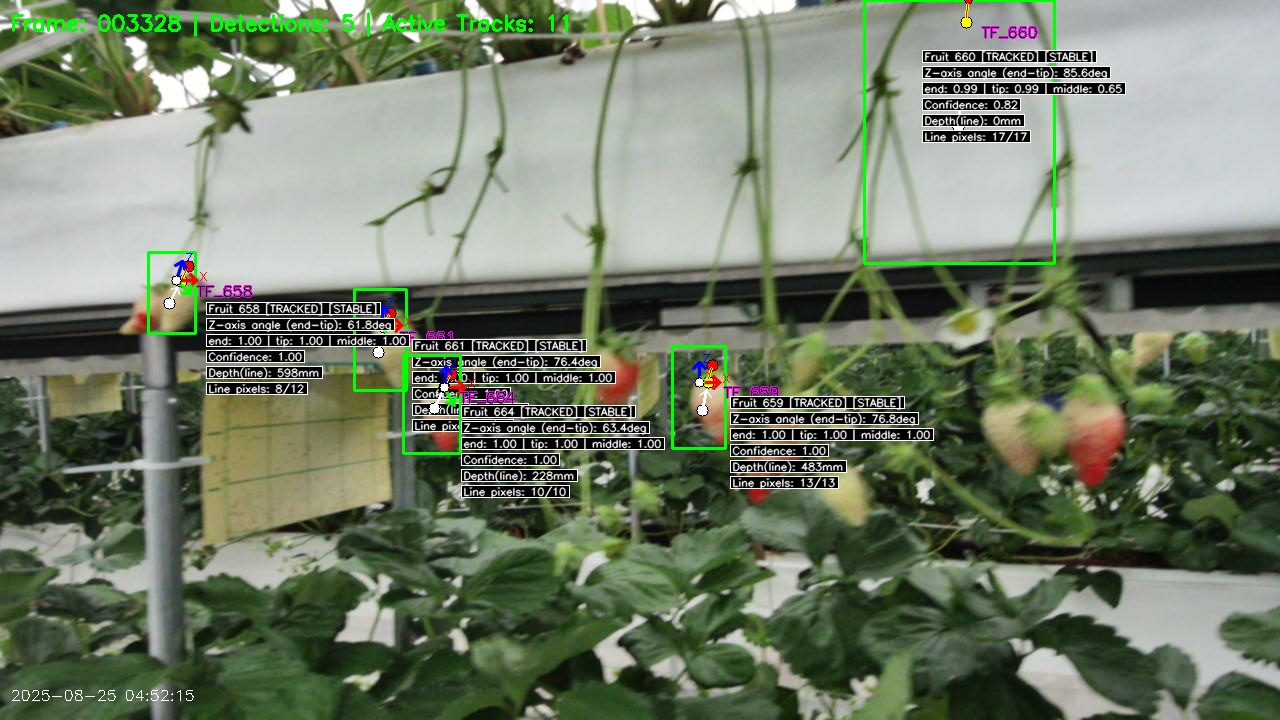 Frame: 003328 | Detections: 5 | Active Tracks: 11
TF_660
Fruit 660 [TRACKED] [STABLE]
Z-axis angle (end-tip): 85.6deg
end: 0.99 | tip: 0.99 | middle: 0.65
Confidence: 0.82
Depth(line): 0mm
Line pixels: 17/17
TF_658
Fruit 658 [TRACKED] [STABLE]
Z-axis angle (end-tip): 61.8deg
end: 1.00 | tip: 1.00 | middle: 1.00
Confidence: 1.00
Depth(line): 598mm
Line pixels: 8/12
Fruit 661 [TRACKED] [STABLE]
Z-axis angle (end-tip): 76.4deg
tip: 1.00 | middle: 1.00
TF_664
Fruit 664 [TRACKED] [STABLE]
Z-axis angle (end-tip): 63.4deg
end: 1.00 | tip: 1.00 | middle: 1.00
Confidence: 1.00
Depth(line): 228mm
Line pixels: 10/10
TF_659
Fruit 659 [TRACKED] [STABLE]
Z-axis angle (end-tip): 76.8deg
end: 1.00 | tip: 1.00 | middle: 1.00
Confidence: 1.00
Depth(line): 483mm
Line pixels: 13/13
2025-08-25 04:52:15